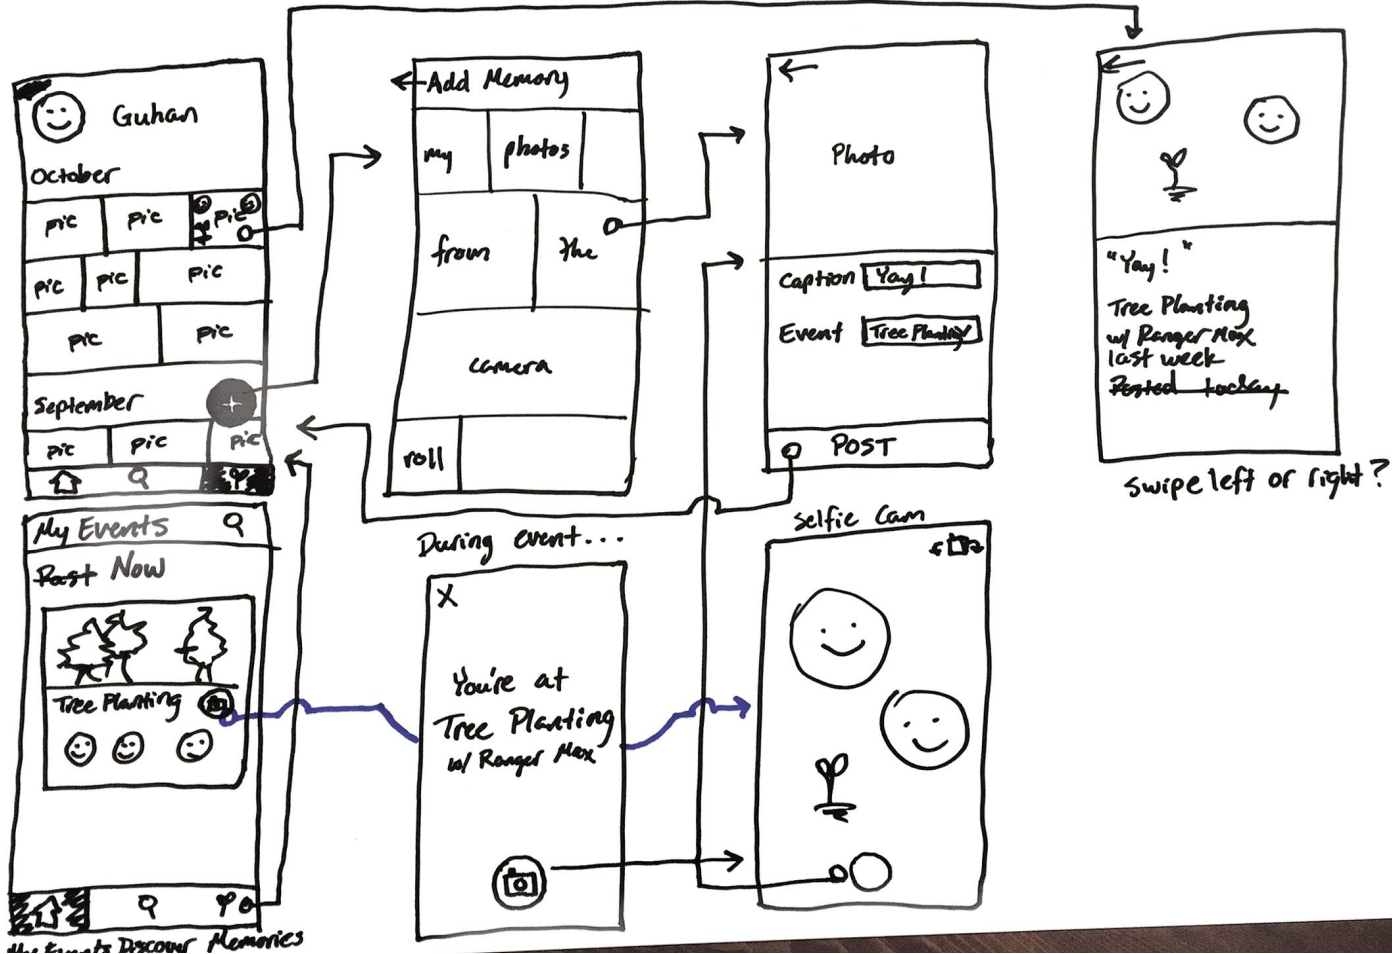 Guhan
October
pic
pic
pic
pic
pic
pic
pic
pic
September
pic
pic
pic
Add Memory
my
photos
from
the
camera
roll
Photo
Caption Yay!
Event Tree Planting
POST
"Yay!"
Tree Planting
w/ Ranger Max
last week
Posted today
swipe left or right?
My Events
Past Now
Tree Planting
My Events Discover Memories
During event...
X
You're at
Tree Planting
w/ Ranger Max
selfie cam